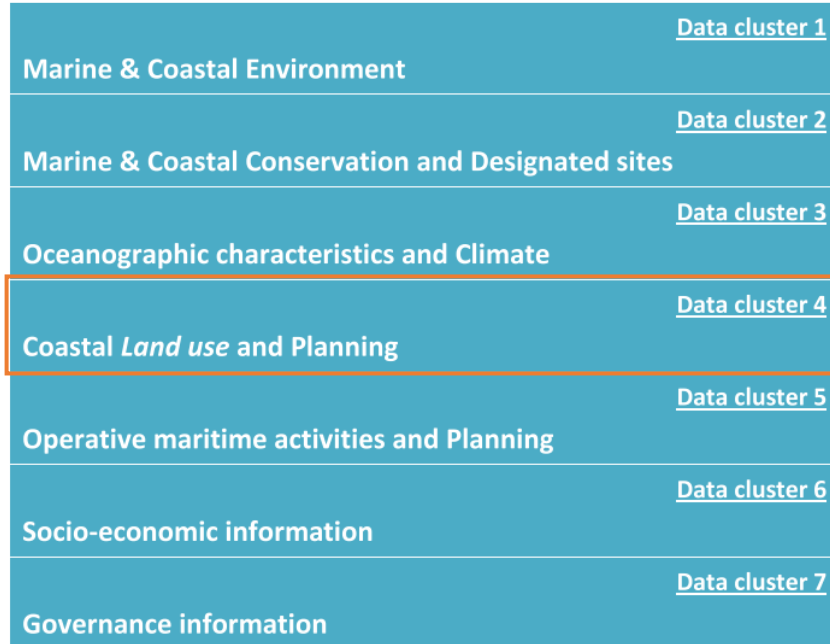 Data cluster 1
Marine & Coastal Environment
Data cluster 2
Marine & Coastal Conservation and Designated sites
Data cluster 3
Oceanographic characteristics and Climate
Data cluster 4
Coastal Land use and Planning
Data cluster 5
Operative maritime activities and Planning
Data cluster 6
Socio-economic information
Data cluster 7
Governance information